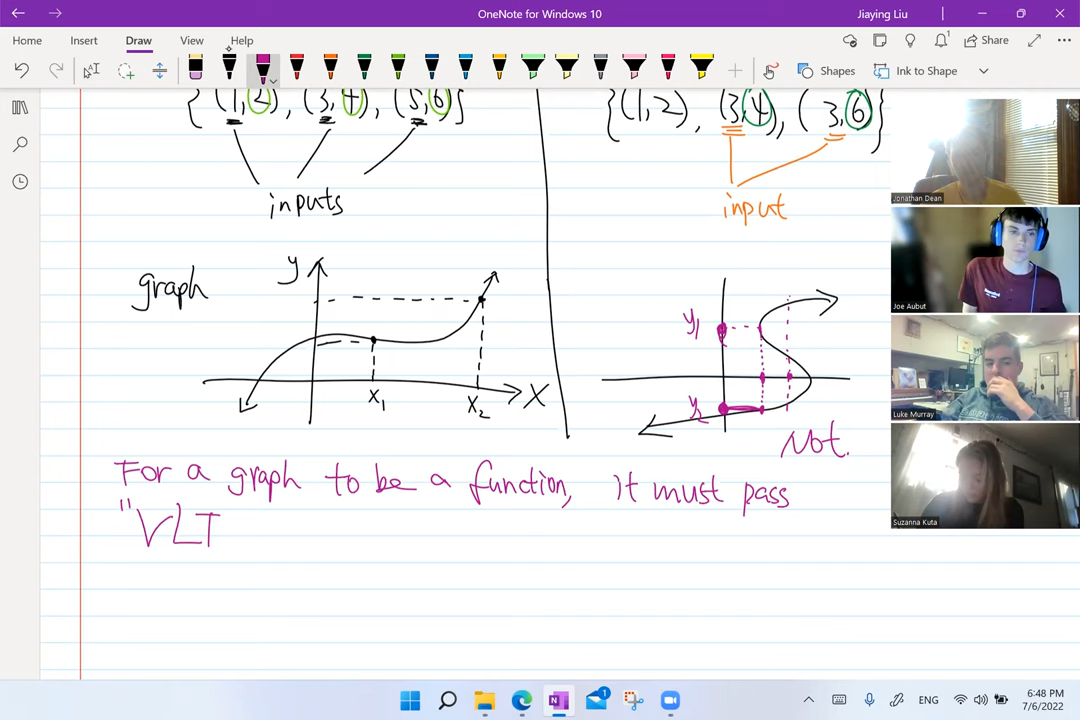 OneNote for Windows 10
Jiaying Liu
Home Insert Draw View Help
Share
Shapes Ink to Shape
{(1,2), (3,4), (5,6)}
inputs
{(1,2), (3,4), (3,6)}
input
Jonathan Dean
Joe Aubut
Luke Murray
Suzanna Kuta
graph
y
x1
x2
X
y1
y2
Not.
For a graph to be a function, it must pass
"VLT
1
ENG
6:48 PM
7/6/2022